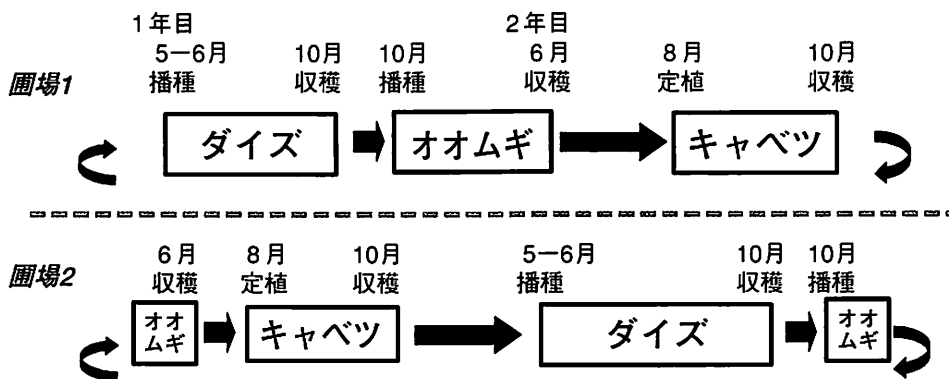 1年目 2年目
5−6月 10月 10月 6月 8月 10月
圃場1 播種 収穫 播種 収穫 定植 収穫
ダイズ オオムギ キャベツ
6月 8月 10月 5−6月 10月 10月
圃場2 収穫 定植 収穫 播種 収穫 播種
オオ キャベツ ダイズ オオ
ムギ ムギ